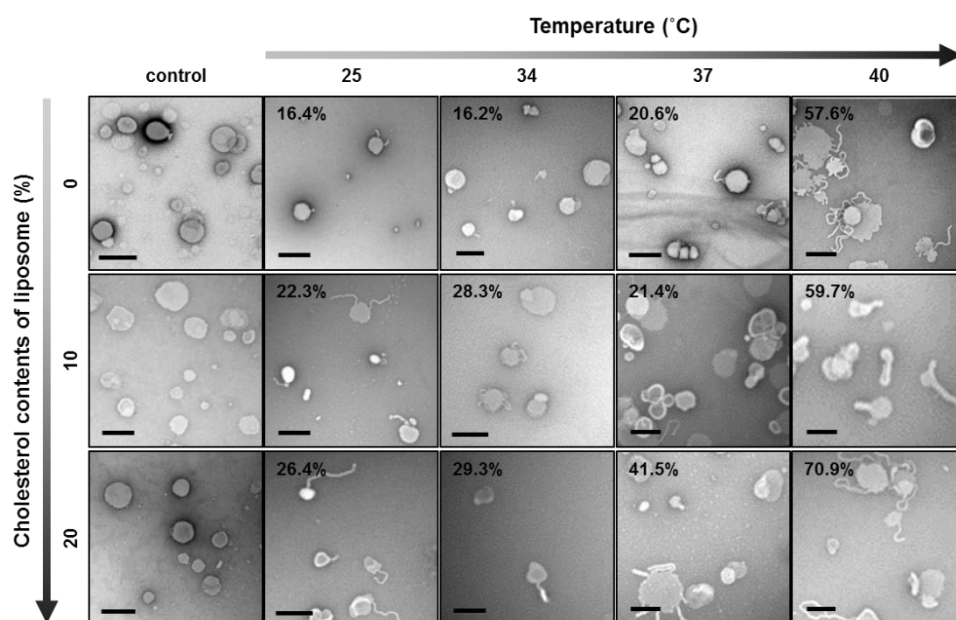 Temperature (°C)
control 25 34 37 40
Cholesterol contents of liposome (%)
0
16.4% 16.2% 20.6% 57.6%
10
22.3% 28.3% 21.4% 59.7%
20
26.4% 29.3% 41.5% 70.9%